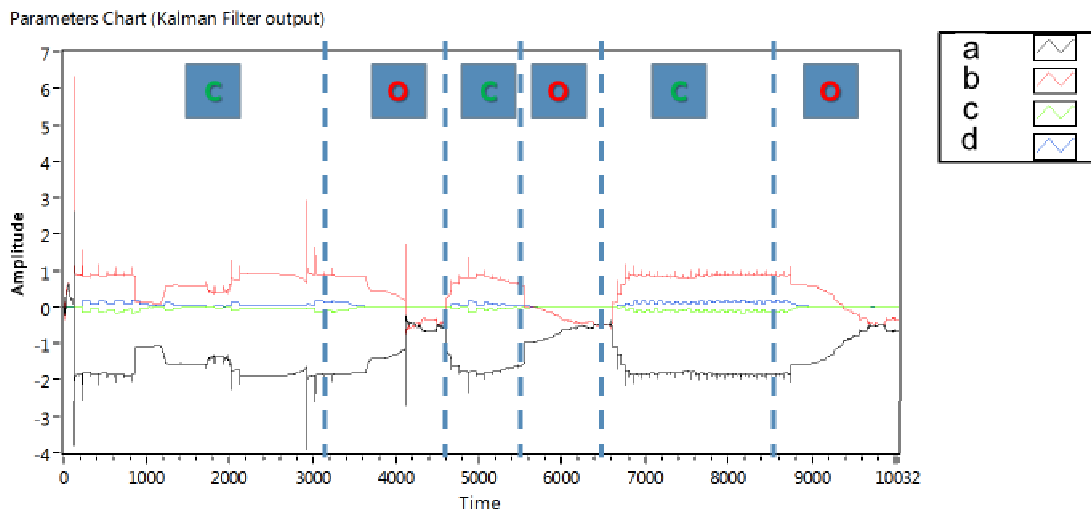 Parameters Chart (Kalman Filter output)
C O C O C O
a
b
c
d
Amplitude
7
6
5
4
3
2
1
0
-1
-2
-3
-4
0 1000 2000 3000 4000 5000 6000 7000 8000 9000 10032
Time